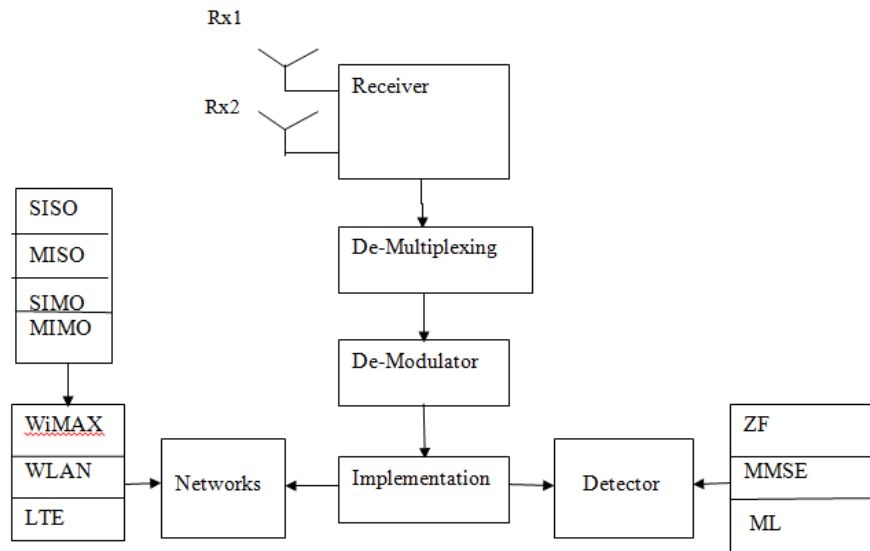 Rx1
Receiver
Rx2
SISO
MISO
SIMO
MIMO
De-Multiplexing
De-Modulator
WiMAX
WLAN
LTE
Networks
Implementation
Detector
ZF
MMSE
ML